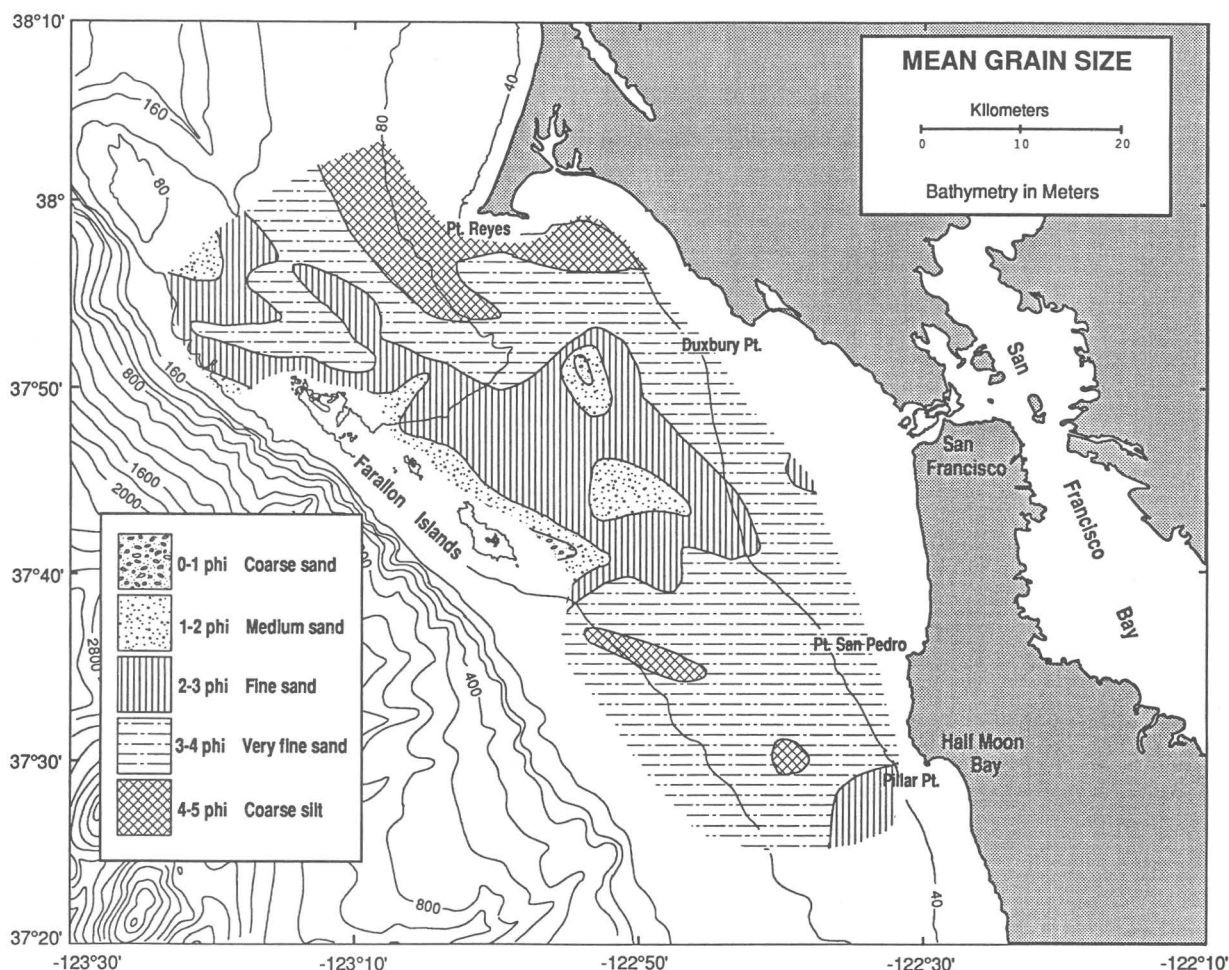 38°10'
38°
37°50'
37°40'
37°30'
37°20'
-123°30'
-123°10'
-122°50'
-122°30'
-122°10'
MEAN GRAIN SIZE
Kilometers
0 10 20
Bathymetry in Meters
160
80
80
40
Pt. Reyes
Duxbury Pt.
San
Francisco
Bay
San
Francisco
800
160
1600
2000
Farallon Islands
2800
400
800
40
Pt. San Pedro
Half Moon
Bay
Pillar Pt.
0-1 phi Coarse sand
1-2 phi Medium sand
2-3 phi Fine sand
3-4 phi Very fine sand
4-5 phi Coarse silt